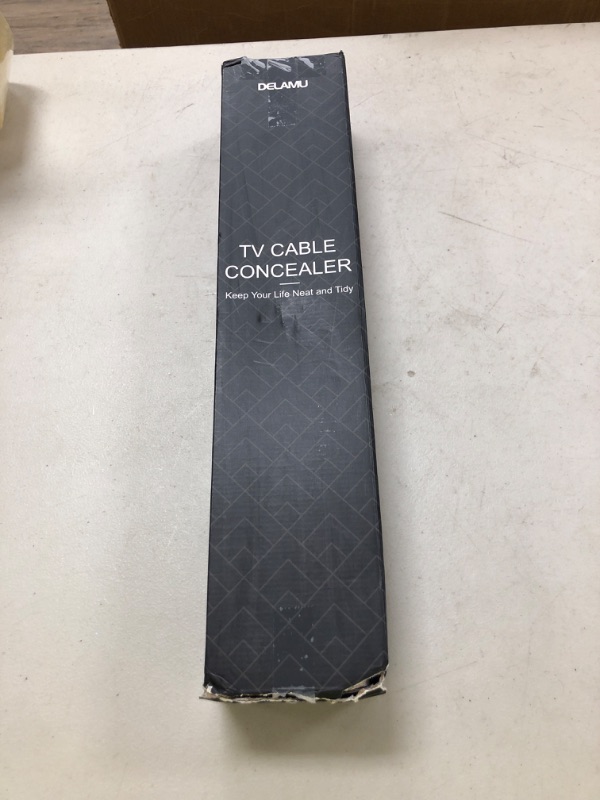 DELAMU
TV CABLE
CONCEALER
Keep Your Life Neat and Tidy